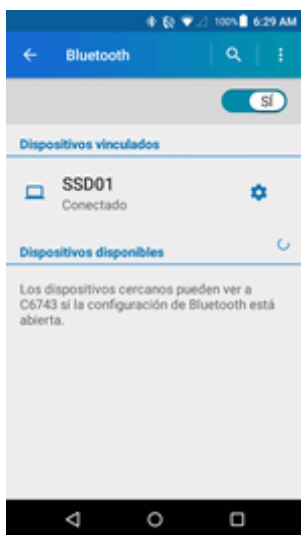 100% 6:29 AM
Bluetooth
SÍ
Dispositivos vinculados
SSD01
Conectado
Dispositivos disponibles
Los dispositivos cercanos pueden ver a
C6743 si la configuración de Bluetooth está
abierta.